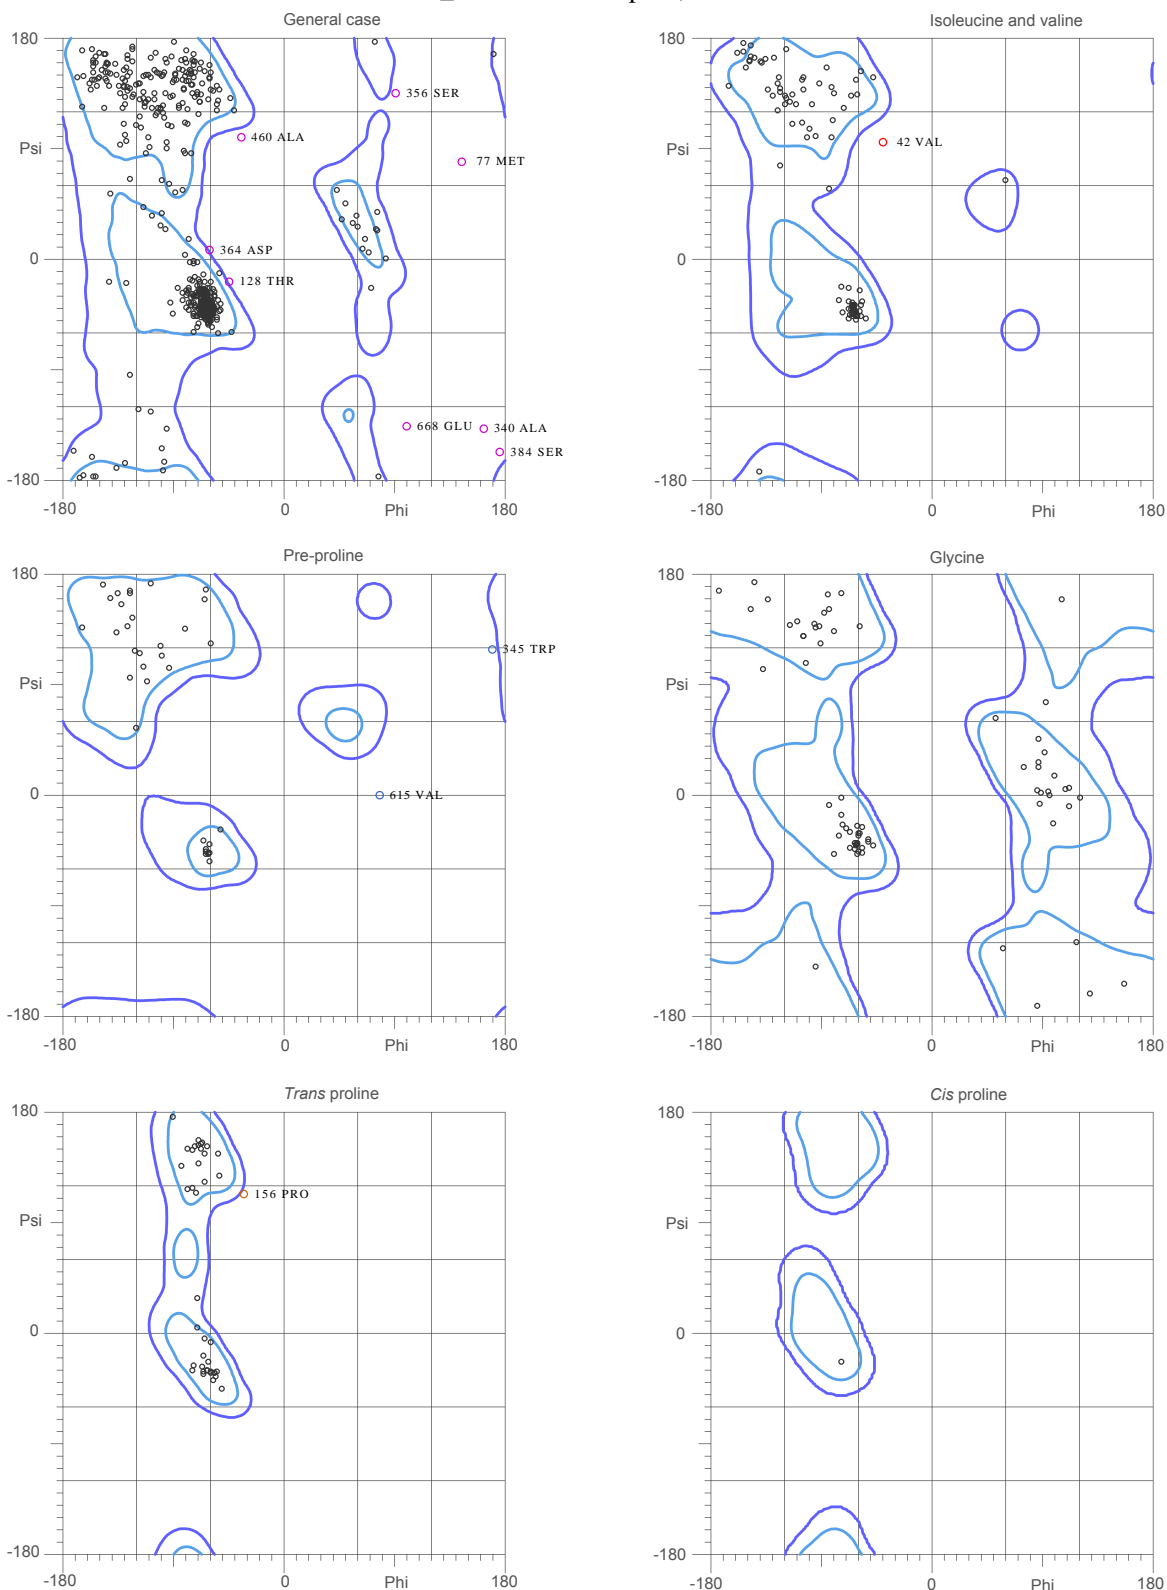 General case
180
Psi
0
-180
-180
0
Phi
180
356 SER
460 ALA
77 MET
364 ASP
128 THR
668 GLU
340 ALA
384 SER
Isoleucine and valine
180
Psi
0
-180
-180
0
Phi
180
42 VAL
Pre-proline
180
Psi
0
-180
-180
0
Phi
180
345 TRP
615 VAL
Glycine
180
Psi
0
-180
-180
0
Phi
180
Trans proline
180
Psi
0
-180
-180
0
Phi
180
156 PRO
Cis proline
180
Psi
0
-180
-180
0
Phi
180